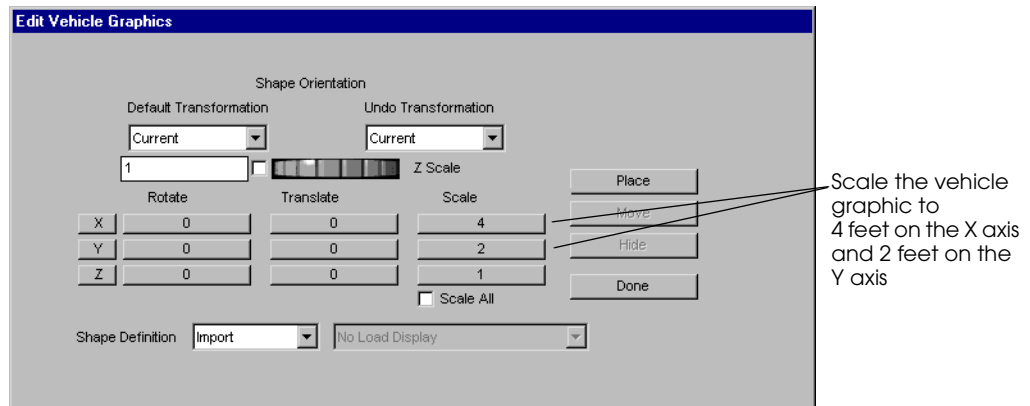 Edit Vehicle Graphics
Shape Orientation
Default Transformation Undo Transformation
Current Current
1 Z Scale
Place
Rotate Translate Scale
Move
X 0 0 4
Y 0 0 2
Hide
Z 0 0 1
Done
Scale All
Shape Definition Import No Load Display
Scale the vehicle
graphic to
4 feet on the X axis
and 2 feet on the
Y axis